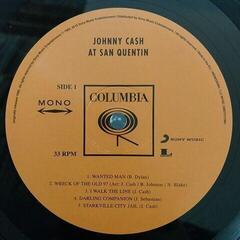 JOHNNY CASH
AT SAN QUENTIN
SIDE 1
MONO
COLUMBIA
SONY MUSIC
33 RPM
L
1. WANTED MAN (B. Dylan)
2. WRECK OF THE OLD 97 (Arr: J. Cash / B. Johnson / N. Blake)
3. I WALK THE LINE (J. Cash)
4. DARLING COMPANION (J. Sebastian)
5. STARKVILLE CITY JAIL (J. Cash)